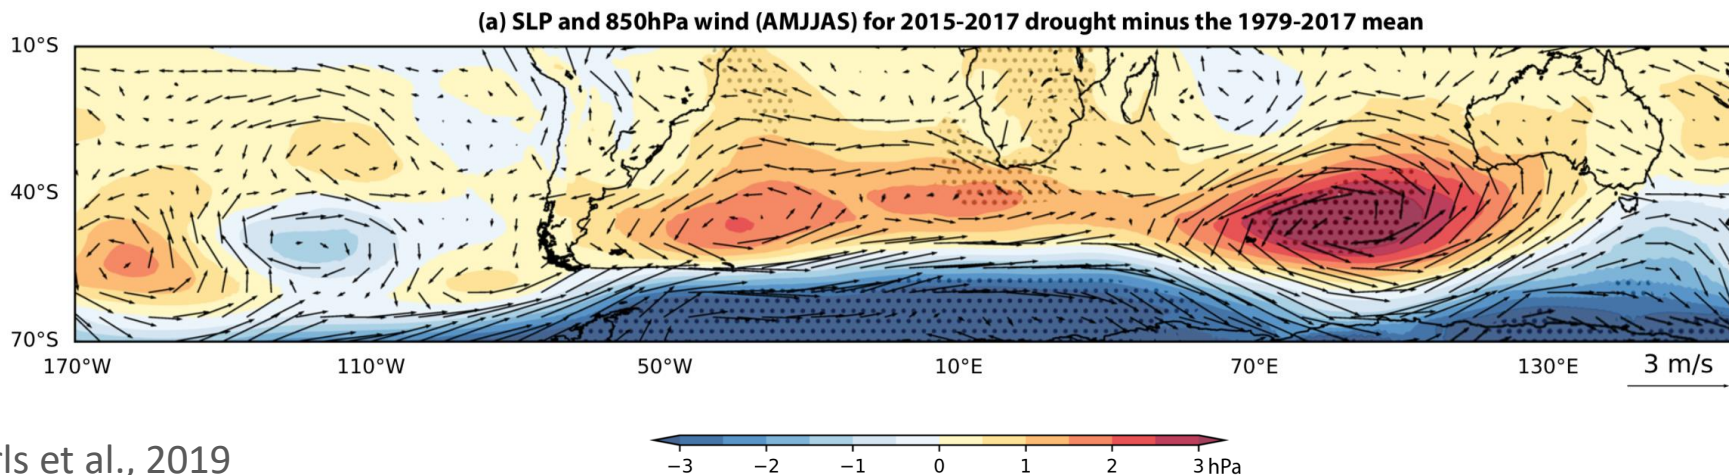 (a) SLP and 850hPa wind (AMJJAS) for 2015-2017 drought minus the 1979-2017 mean
10°S
40°S
70°S
170°W 110°W 50°W 10°E 70°E 130°E 3 m/s
−3 −2 −1 0 1 2 3 hPa
rls et al., 2019